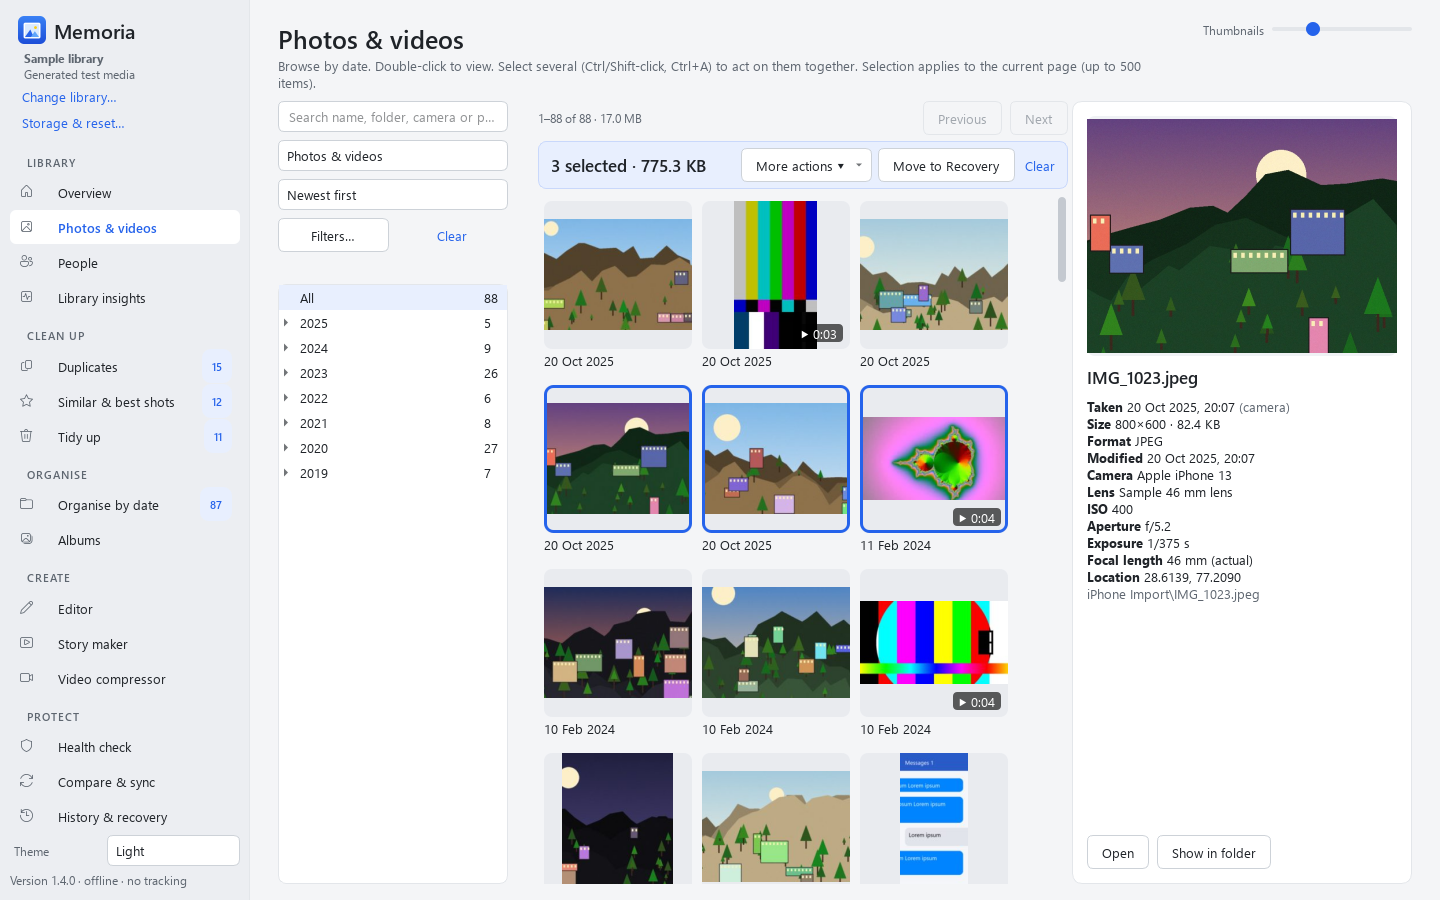 Memoria
Sample library
Generated test media
Change library...
Storage & reset...
LIBRARY
Overview
Photos & videos
People
Library insights
CLEAN UP
Duplicates 15
Similar & best shots 12
Tidy up 11
ORGANISE
Organise by date 87
Albums
CREATE
Editor
Story maker
Video compressor
PROTECT
Health check
Compare & sync
History & recovery
Theme Light
Version 1.4.0 · offline · no tracking
Photos & videos
Browse by date. Double-click to view. Select several (Ctrl/Shift-click, Ctrl+A) to act on them together. Selection applies to the current page (up to 500
items).
Thumbnails
Search name, folder, camera or p...
Photos & videos
Newest first
Filters... Clear
All 88
2025 5
2024 9
2023 26
2022 6
2021 8
2020 27
2019 7
1–88 of 88 · 17.0 MB
Previous Next
3 selected · 775.3 KB
More actions ▾ Move to Recovery Clear
0:03
20 Oct 2025 20 Oct 2025 20 Oct 2025
0:04
20 Oct 2025 20 Oct 2025 11 Feb 2024
0:04
10 Feb 2024 10 Feb 2024 10 Feb 2024
Messages 1
Lorem ipsum
Lorem ipsum
Lorem ipsum
Lorem ipsum
IMG_1023.jpeg
Taken 20 Oct 2025, 20:07 (camera)
Size 800×600 · 82.4 KB
Format JPEG
Modified 20 Oct 2025, 20:07
Camera Apple iPhone 13
Lens Sample 46 mm lens
ISO 400
Aperture f/5.2
Exposure 1/375 s
Focal length 46 mm (actual)
Location 28.6139, 77.2090
iPhone Import\IMG_1023.jpeg
Open Show in folder